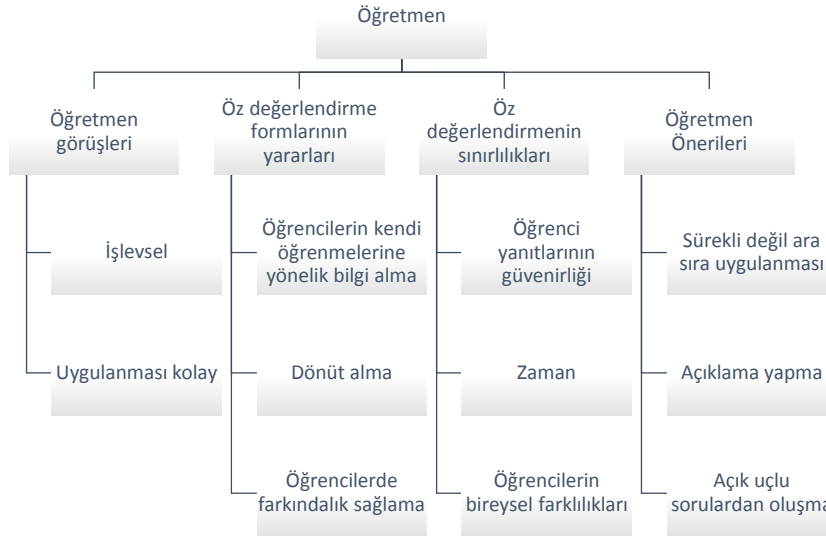 Öğretmen
Öğretmen
görüşleri
İşlevsel
Uygulanması kolay
Öz değerlendirme
formlarının
yararları
Öğrencilerin kendi
öğrenmelerine
yönelik bilgi alma
Dönüt alma
Öğrencilerde
farkındalık sağlama
Öz
değerlendirmenin
sınırlılıkları
Öğrenci
yanıtlarının
güvenirliği
Zaman
Öğrencilerin
bireysel farklılıkları
Öğretmen
Önerileri
Sürekli değil ara
sıra uygulanması
Açıklama yapma
Açık uçlu
sorulardan oluşma